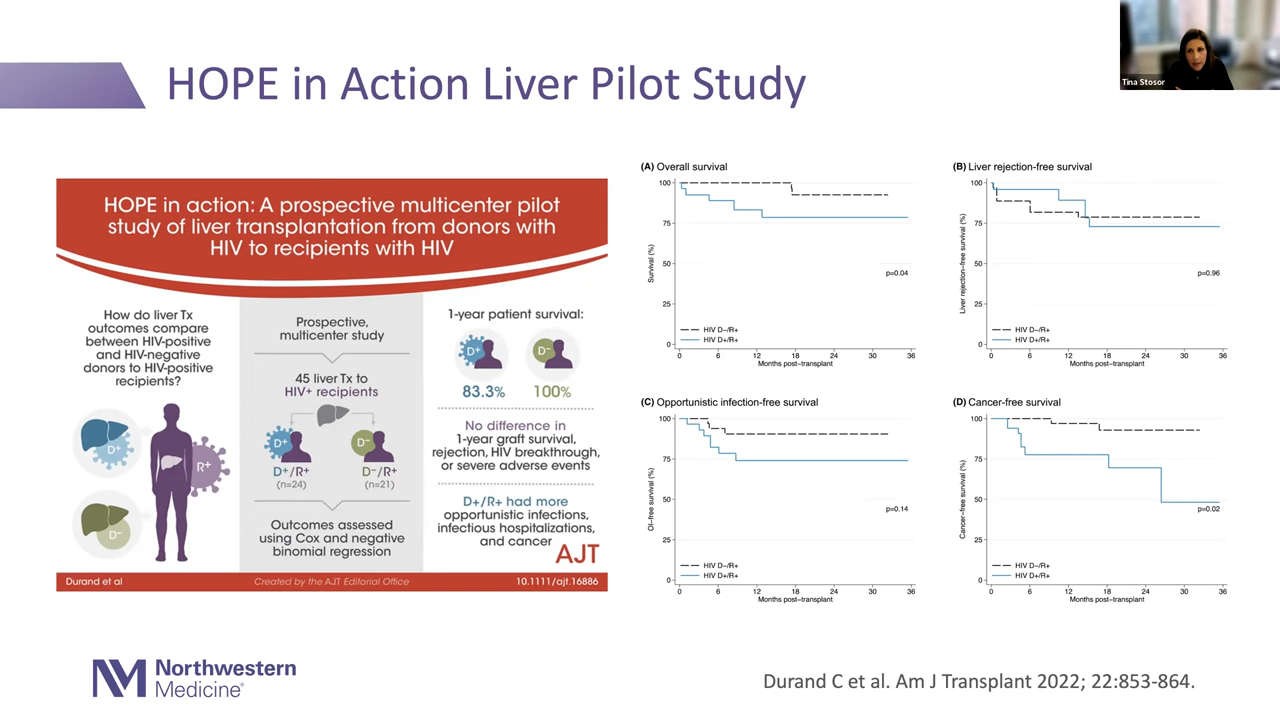 HOPE in Action Liver Pilot Study
Tina Stosor
HOPE in action: A prospective multicenter pilot
study of liver transplantation from donors with
HIV to recipients with HIV
How do liver Tx
outcomes compare
between HIV-positive
and HIV-negative
donors to HIV-positive
recipients?
D+
D−
R+
Prospective,
multicenter study
45 liver Tx to
HIV+ recipients
D+
D−
D+/R+
(n=24)
D−/R+
(n=21)
Outcomes assessed
using Cox and negative
binomial regression
1-year patient survival:
D+
D−
83.3%
100%
No difference in
1-year graft survival,
rejection, HIV breakthrough,
or severe adverse events
D+/R+ had more
opportunistic infections,
infectious hospitalizations,
and cancer
AJT
Durand et al
Created by the AJT Editorial Office
10.1111/ajt.16886
(A) Overall survival
Survival (%)
100
75
50
25
0
p=0.04
HIV D−/R+
HIV D+/R+
0 6 12 18 24 30 36
Months post−transplant
(B) Liver rejection-free survival
Liver rejection−free survival (%)
100
75
50
25
0
p=0.96
HIV D−/R+
HIV D+/R+
0 6 12 18 24 30 36
Months post−transplant
(C) Opportunistic infection-free survival
OI−free survival (%)
100
75
50
25
0
p=0.14
HIV D−/R+
HIV D+/R+
0 6 12 18 24 30 36
Months post−transplant
(D) Cancer-free survival
Cancer−free survival (%)
100
75
50
25
0
p=0.02
HIV D−/R+
HIV D+/R+
0 6 12 18 24 30 36
Months post−transplant
NM Northwestern
Medicine®
Durand C et al. Am J Transplant 2022; 22:853-864.